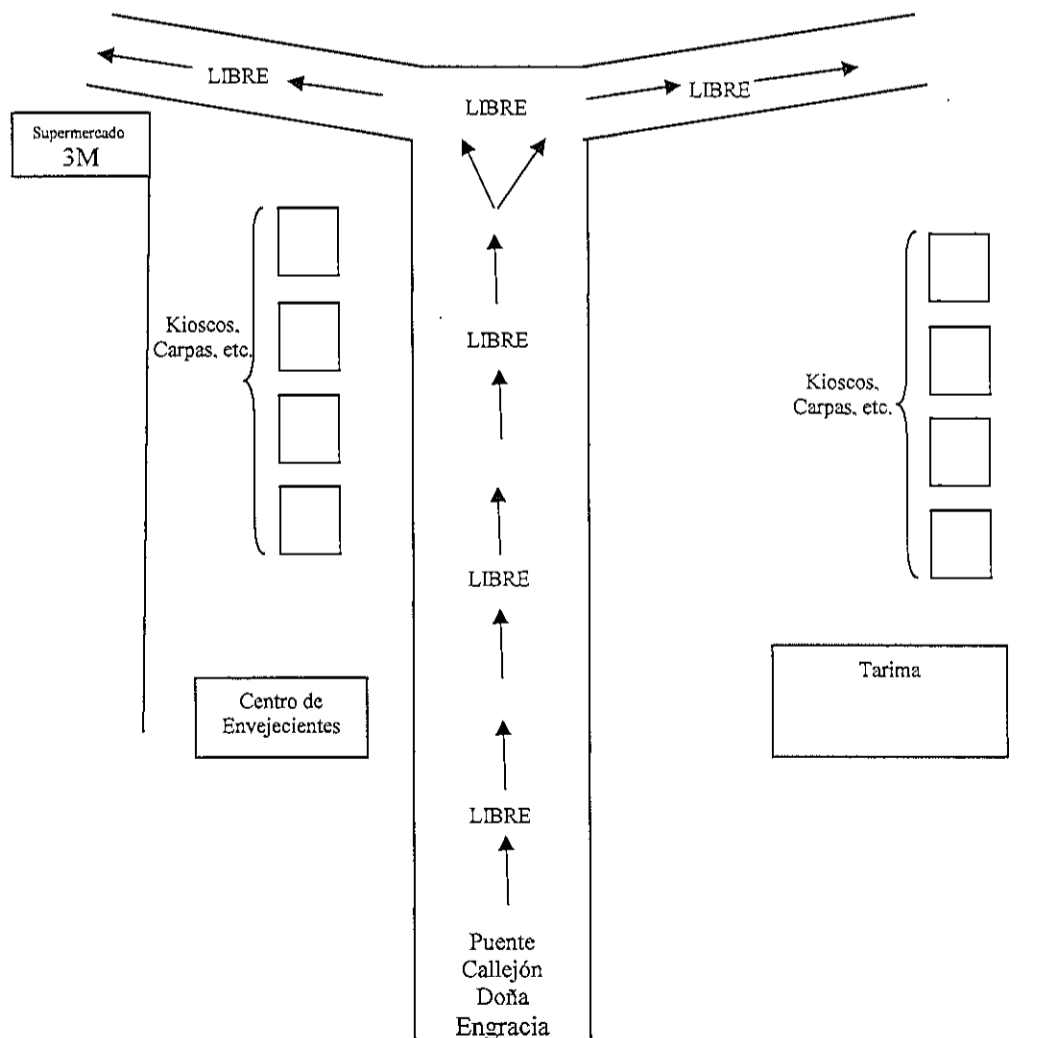 LIBRE
LIBRE
LIBRE
Supermercado
3M
Kioscos,
Carpas, etc.
LIBRE
Kioscos,
Carpas, etc.
LIBRE
Centro de
Envejecientes
Tarima
LIBRE
Puente
Callejón
Doña
Engracia